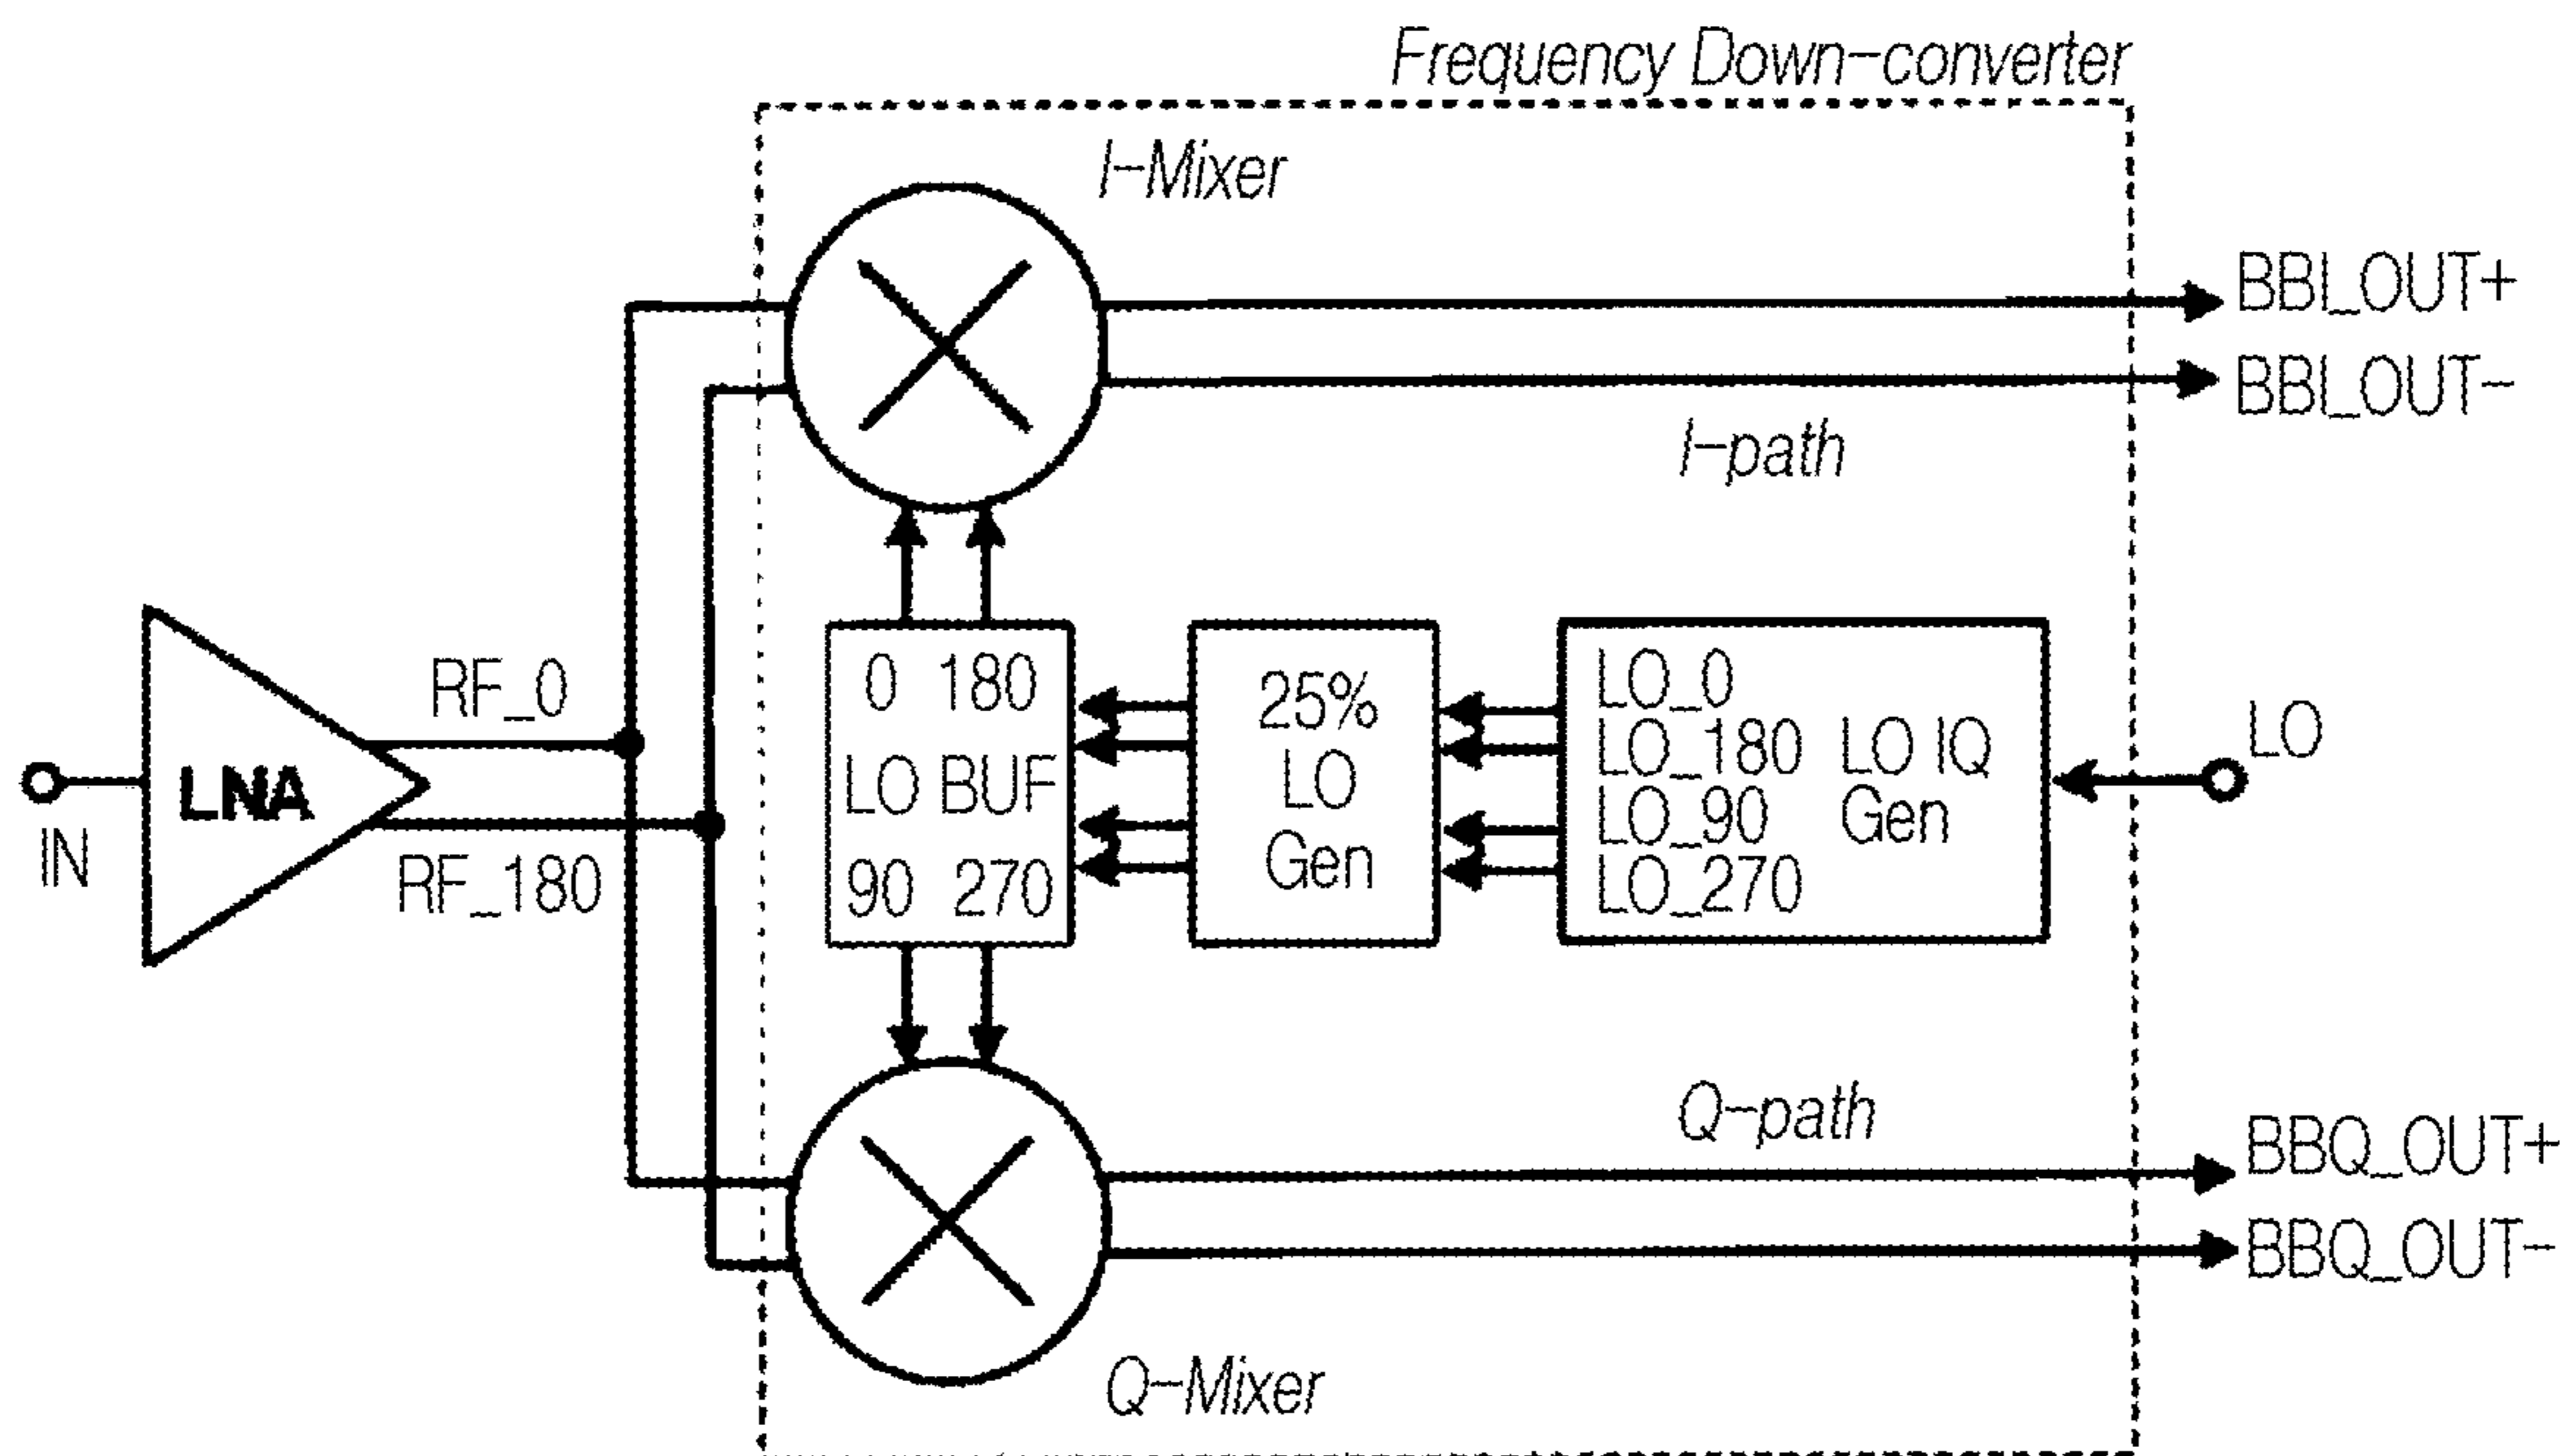 Frequency Down-converter
I-Mixer
BBI_OUT+
BBI_OUT-
I-path
RF_0
LNA
IN
RF_180
0 180
LO BUF
90 270
25%
LO
Gen
LO_0
LO_180
LO_90
LO_270
LO IQ
Gen
LO
Q-path
BBQ_OUT+
BBQ_OUT-
Q-Mixer